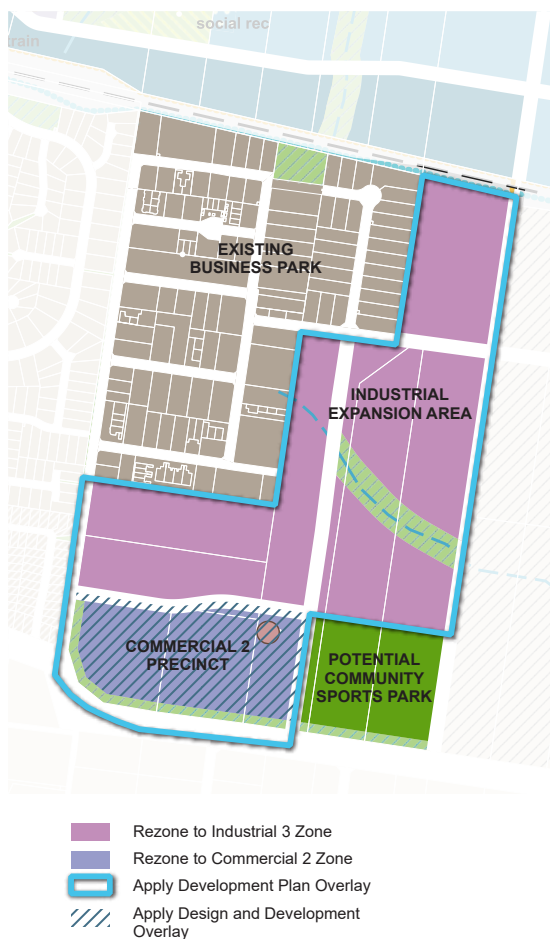 social rec
train
EXISTING
BUSINESS PARK
INDUSTRIAL
EXPANSION AREA
COMMERCIAL 2
PRECINCT
POTENTIAL
COMMUNITY
SPORTS PARK
Rezone to Industrial 3 Zone
Rezone to Commercial 2 Zone
Apply Development Plan Overlay
Apply Design and Development
Overlay